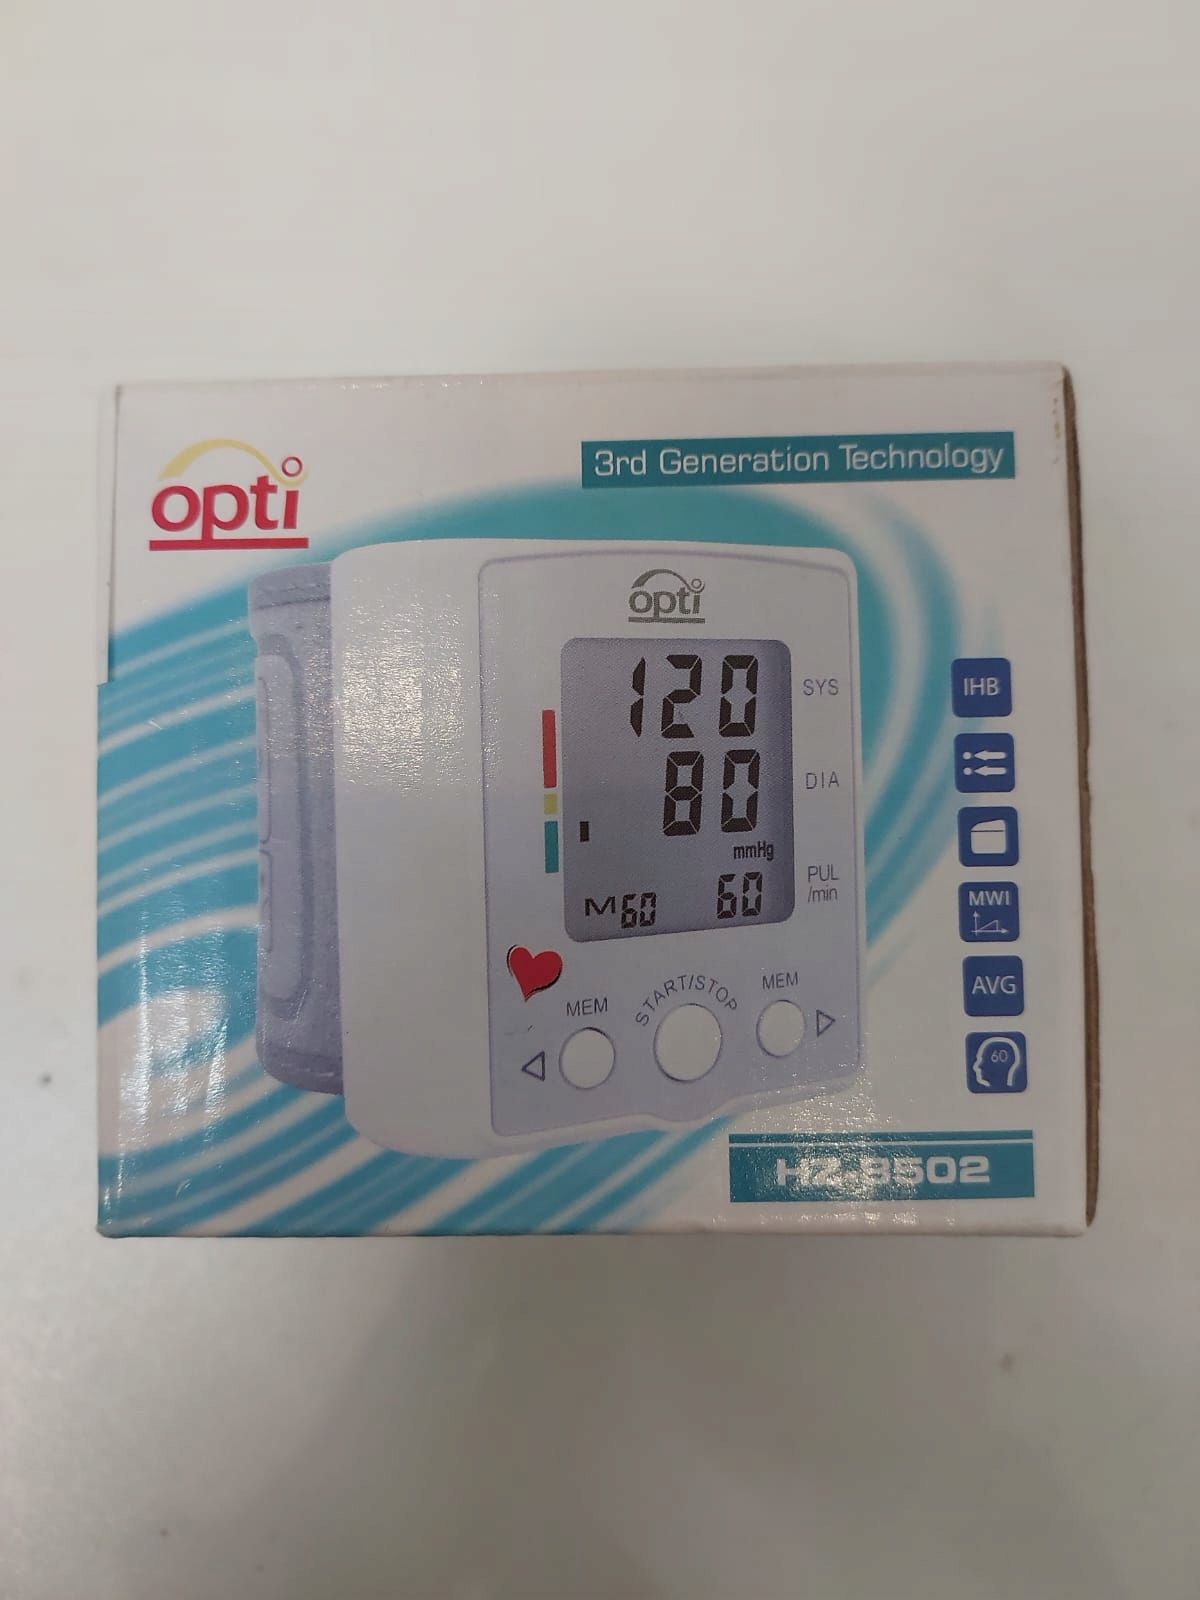 opti
3rd Generation Technology
opti
120
SYS
80
DIA
mmHg
M60
60
PUL
/min
MEM
START/STOP
MEM
IHB
MWI
AVG
60
HZ-8502